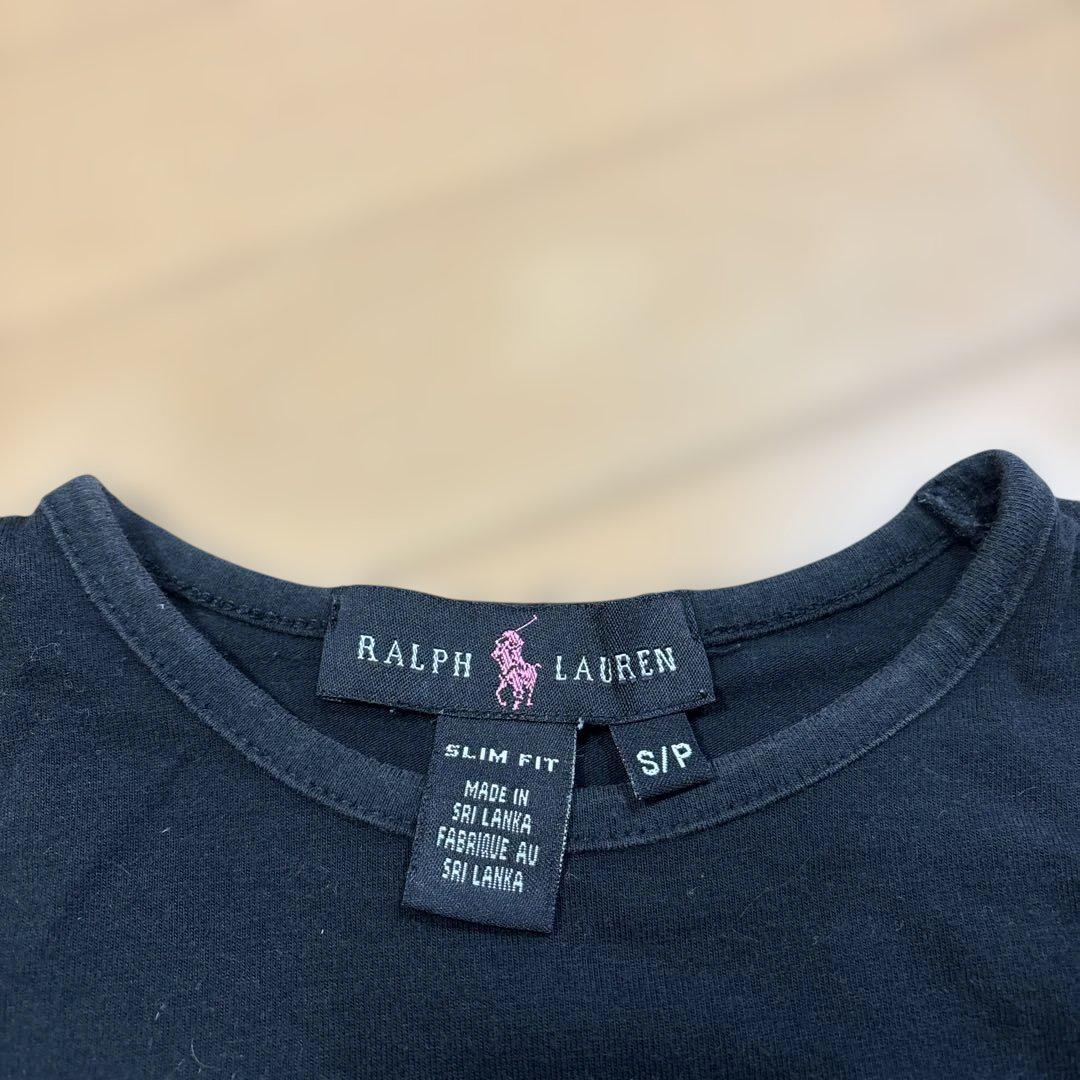 RALPH LAUREN
SLIM FIT
MADE IN
SRI LANKA
FABRIQUE AU
SRI LANKA
S/P